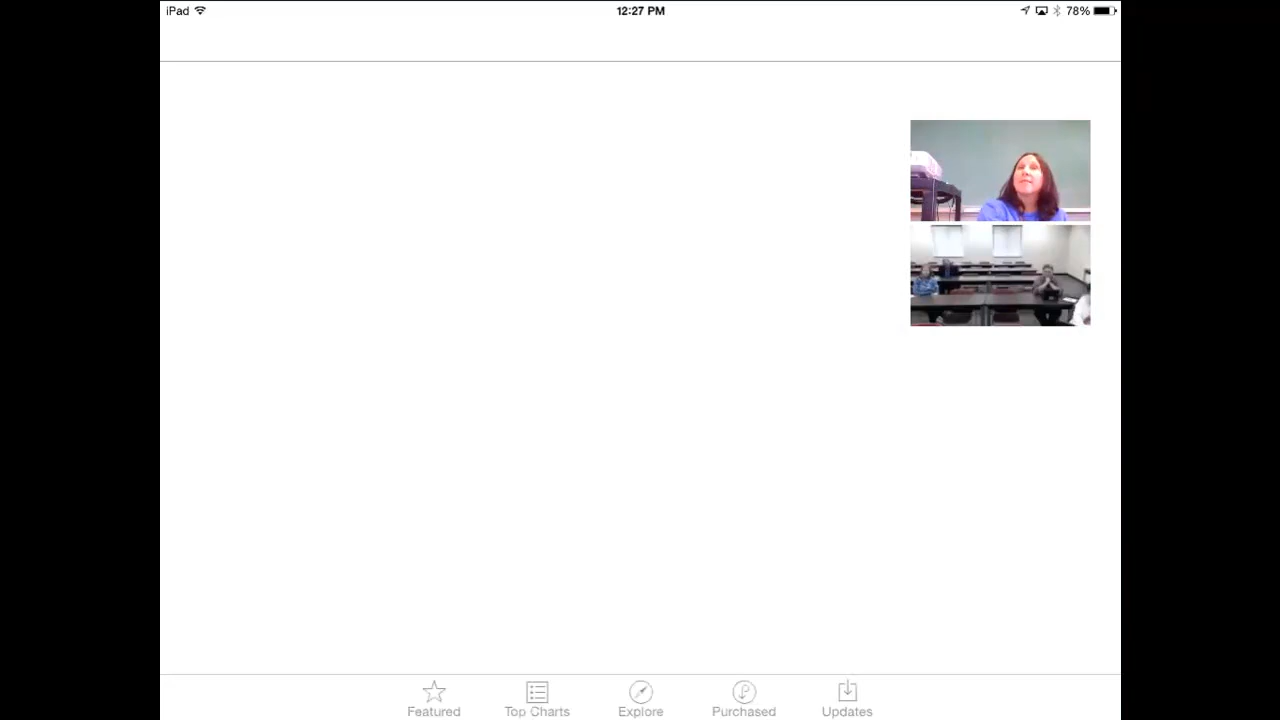 iPad 12:27 PM 78%
Featured Top Charts Explore Purchased Updates